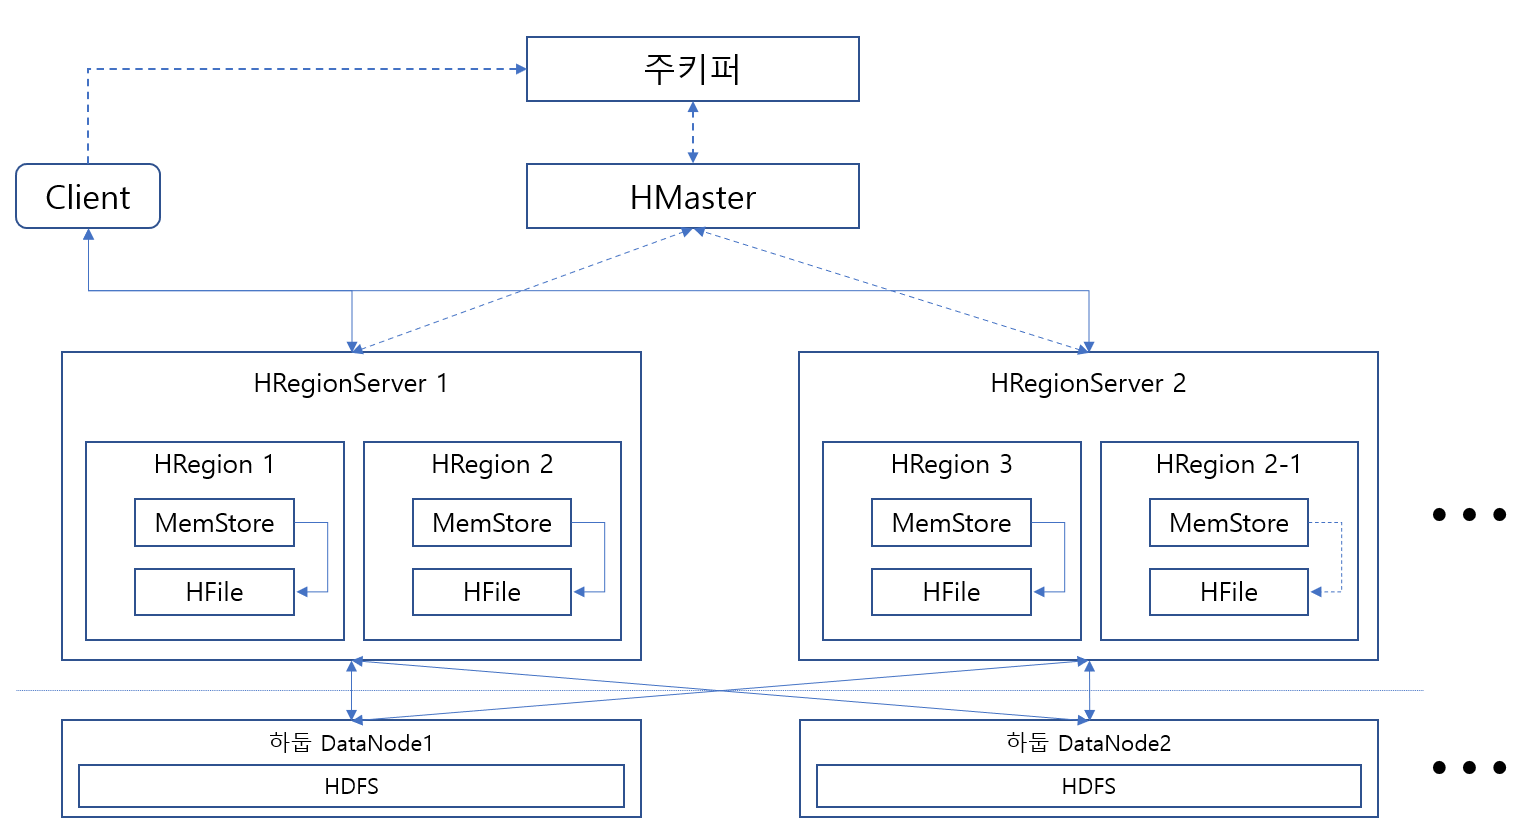 주키퍼
Client
HMaster
HRegionServer 1
HRegionServer 2
HRegion 1
HRegion 2
HRegion 3
HRegion 2-1
MemStore
MemStore
MemStore
MemStore
HFile
HFile
HFile
HFile
하둡 DataNode1
하둡 DataNode2
HDFS
HDFS